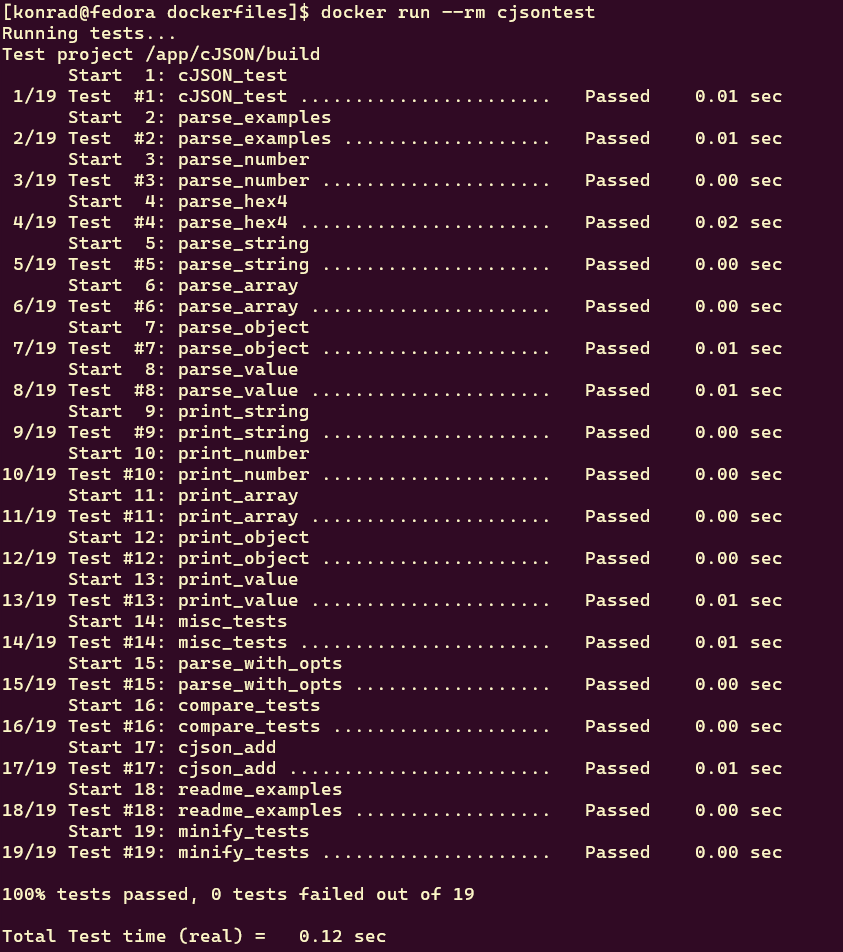 [konrad@fedora dockerfiles]$ docker run --rm cjsontest
Running tests...
Test project /app/cJSON/build
      Start  1: cJSON_test
 1/19 Test  #1: cJSON_test .......................   Passed    0.01 sec
      Start  2: parse_examples
 2/19 Test  #2: parse_examples ...................   Passed    0.01 sec
      Start  3: parse_number
 3/19 Test  #3: parse_number .....................   Passed    0.00 sec
      Start  4: parse_hex4
 4/19 Test  #4: parse_hex4 .......................   Passed    0.02 sec
      Start  5: parse_string
 5/19 Test  #5: parse_string .....................   Passed    0.00 sec
      Start  6: parse_array
 6/19 Test  #6: parse_array ......................   Passed    0.00 sec
      Start  7: parse_object
 7/19 Test  #7: parse_object .....................   Passed    0.01 sec
      Start  8: parse_value
 8/19 Test  #8: parse_value ......................   Passed    0.01 sec
      Start  9: print_string
 9/19 Test  #9: print_string .....................   Passed    0.00 sec
      Start 10: print_number
10/19 Test #10: print_number .....................   Passed    0.00 sec
      Start 11: print_array
11/19 Test #11: print_array ......................   Passed    0.00 sec
      Start 12: print_object
12/19 Test #12: print_object .....................   Passed    0.00 sec
      Start 13: print_value
13/19 Test #13: print_value ......................   Passed    0.01 sec
      Start 14: misc_tests
14/19 Test #14: misc_tests .......................   Passed    0.01 sec
      Start 15: parse_with_opts
15/19 Test #15: parse_with_opts ..................   Passed    0.00 sec
      Start 16: compare_tests
16/19 Test #16: compare_tests ....................   Passed    0.00 sec
      Start 17: cjson_add
17/19 Test #17: cjson_add ........................   Passed    0.01 sec
      Start 18: readme_examples
18/19 Test #18: readme_examples ..................   Passed    0.00 sec
      Start 19: minify_tests
19/19 Test #19: minify_tests .....................   Passed    0.00 sec

100% tests passed, 0 tests failed out of 19

Total Test time (real) =   0.12 sec